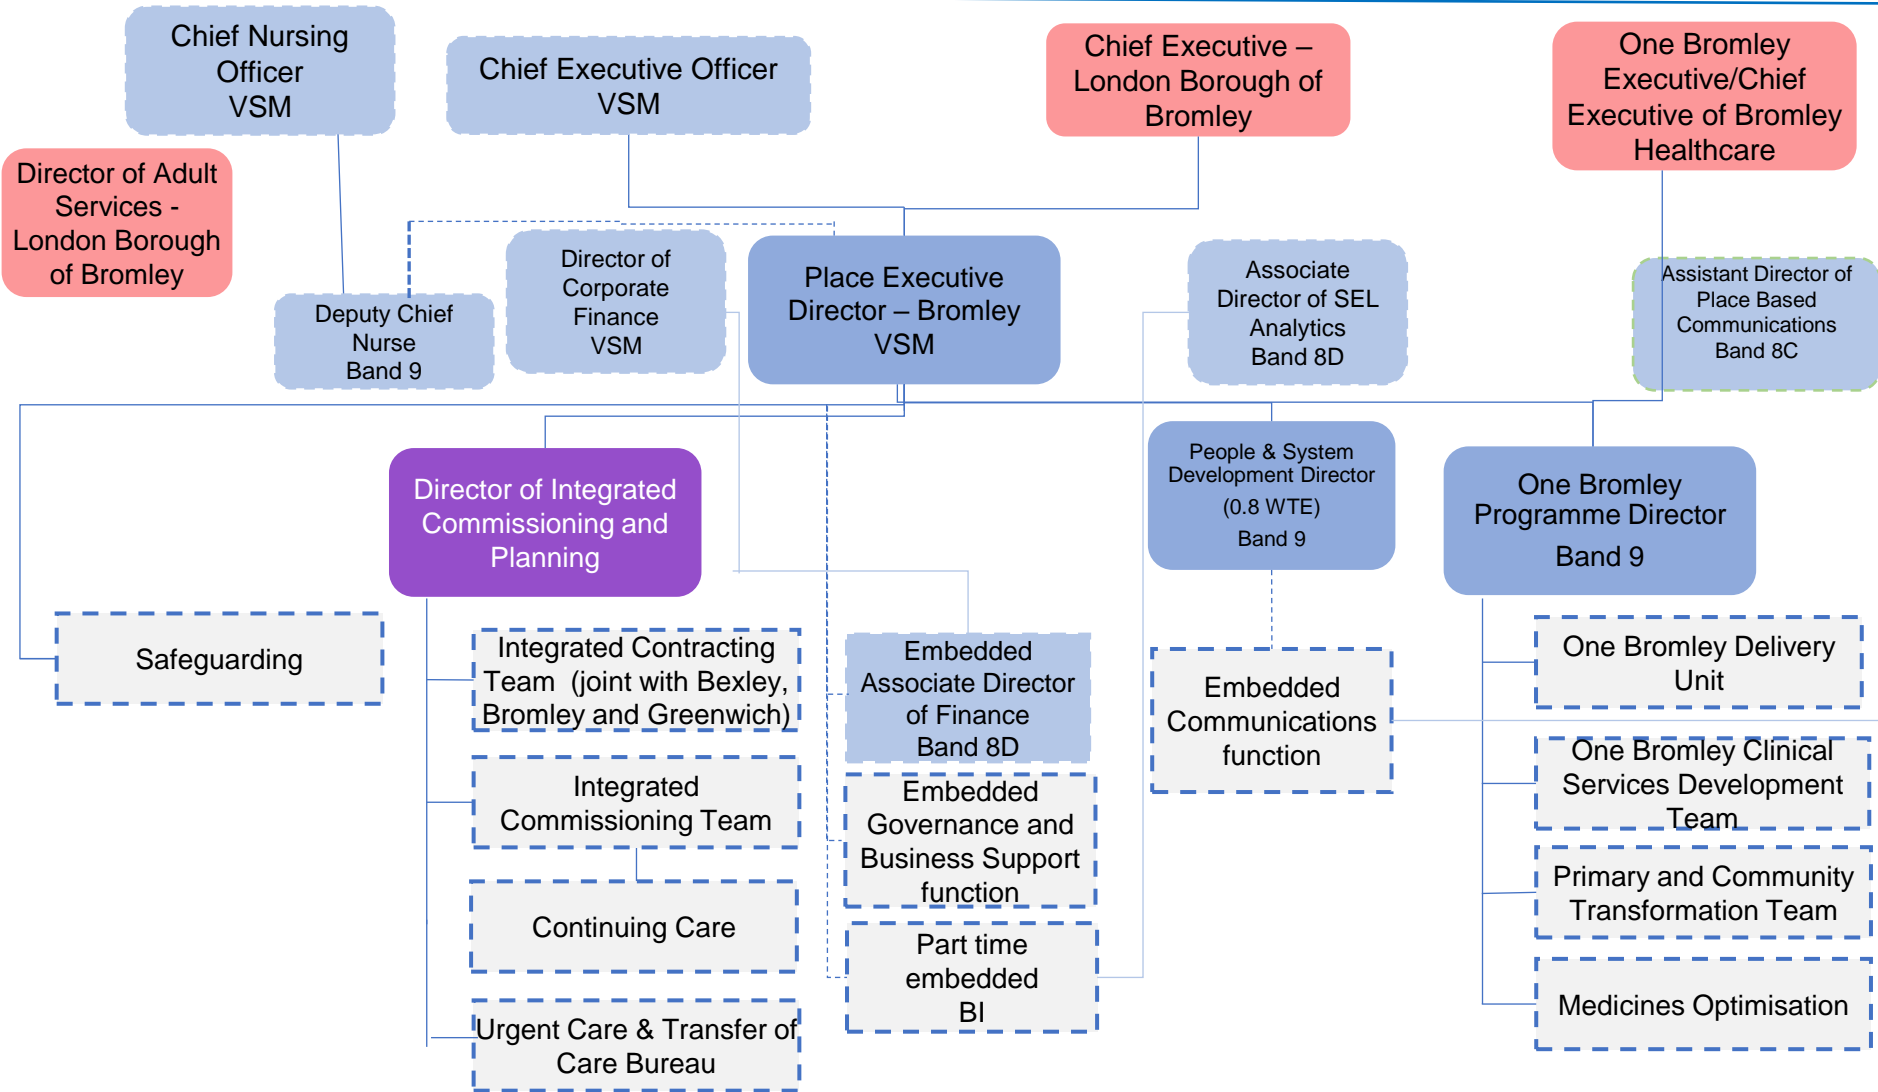 Chief Nursing
Officer
VSM
Chief Executive Officer
VSM
Chief Executive –
London Borough of
Bromley
One Bromley
Executive/Chief
Executive of Bromley
Healthcare
Director of Adult
Services -
London Borough
of Bromley
Deputy Chief
Nurse
Band 9
Director of
Corporate
Finance
VSM
Place Executive
Director – Bromley
VSM
Associate
Director of SEL
Analytics
Band 8D
Assistant Director of
Place Based
Communications
Band 8C
Director of Integrated
Commissioning and
Planning
People & System
Development Director
(0.8 WTE)
Band 9
One Bromley
Programme Director
Band 9
Safeguarding
Integrated Contracting
Team (joint with Bexley,
Bromley and Greenwich)
Integrated
Commissioning Team
Continuing Care
Urgent Care & Transfer of
Care Bureau
Embedded
Associate Director
of Finance
Band 8D
Embedded
Governance and
Business Support
function
Part time
embedded
BI
Embedded
Communications
function
One Bromley Delivery
Unit
One Bromley Clinical
Services Development
Team
Primary and Community
Transformation Team
Medicines Optimisation